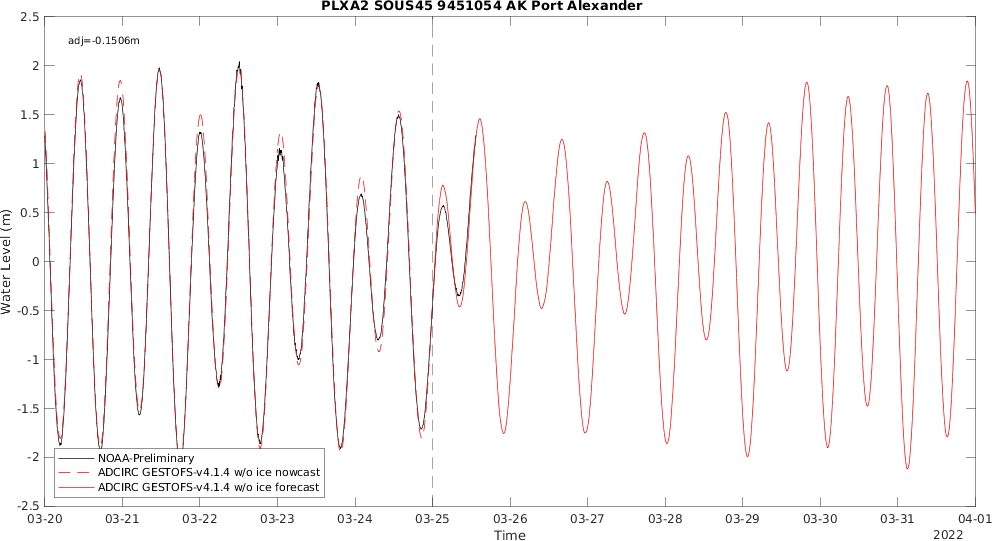 PLXA2 SOUS45 9451054 AK Port Alexander
adj=-0.1506m
Water Level (m)
2.5
2
1.5
1
0.5
0
-0.5
-1
-1.5
-2
-2.5
NOAA-Preliminary
ADCIRC GESTOFS-v4.1.4 w/o ice nowcast
ADCIRC GESTOFS-v4.1.4 w/o ice forecast
03-20 03-21 03-22 03-23 03-24 03-25 03-26 03-27 03-28 03-29 03-30 03-31 04-01
Time
2022